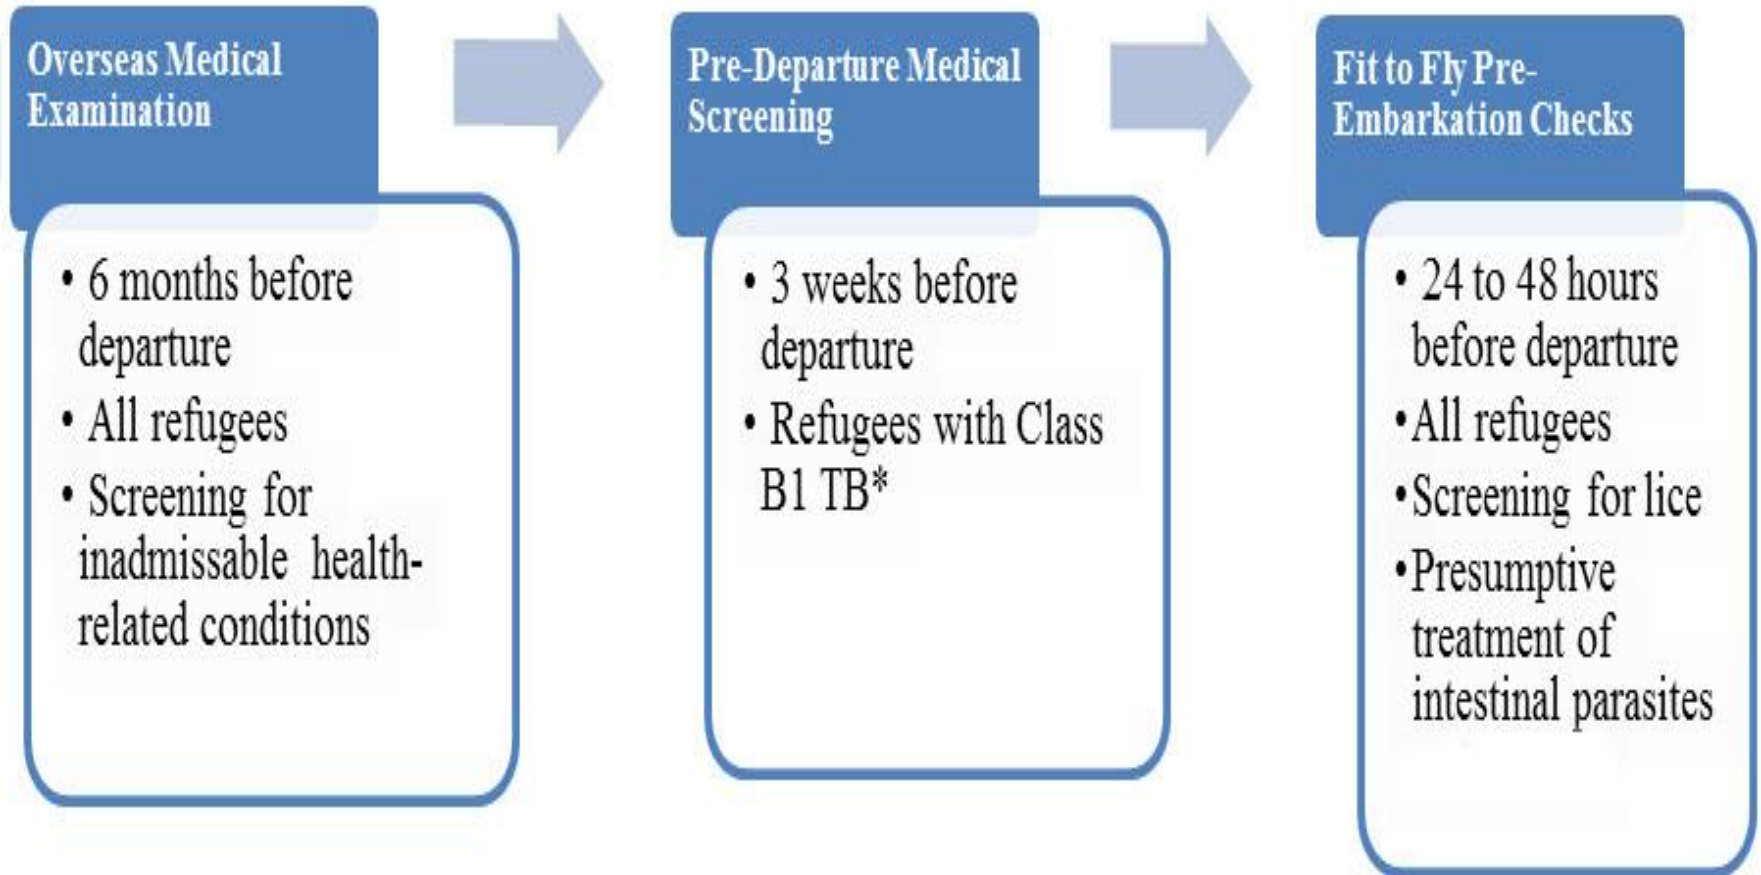 Overseas Medical
Examination
• 6 months before
departure
• All refugees
• Screening for
inadmissable health-
related conditions
Pre-Departure Medical
Screening
• 3 weeks before
departure
• Refugees with Class
B1 TB*
Fit to Fly Pre-
Embarkation Checks
• 24 to 48 hours
before departure
•All refugees
•Screening for lice
•Presumptive
treatment of
intestinal parasites